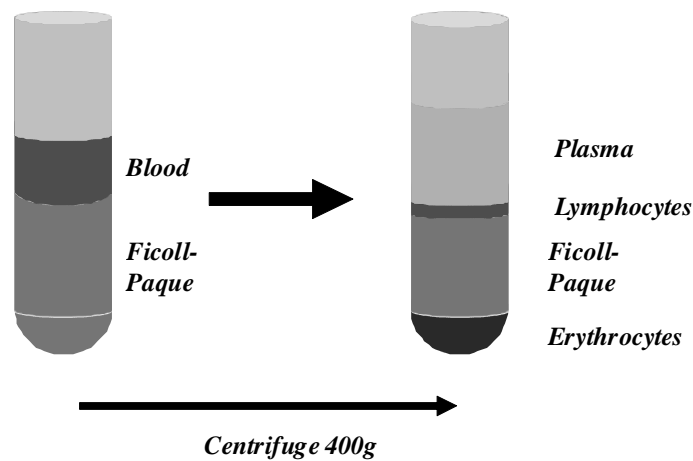 Blood
Ficoll-
Paque
Plasma
Lymphocytes
Ficoll-
Paque
Erythrocytes
Centrifuge 400g